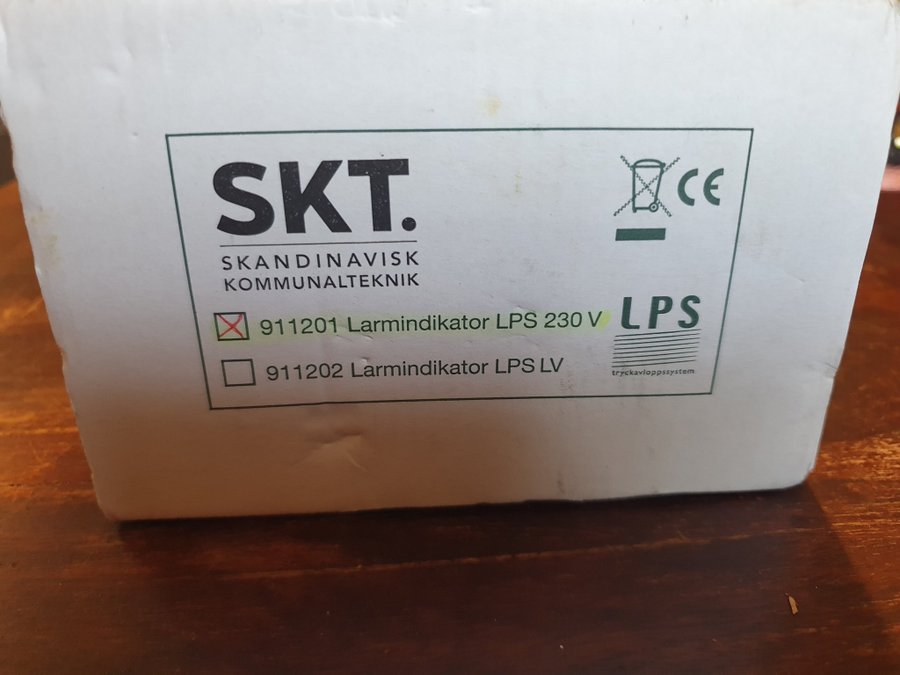 SKT.
SKANDINAVISK
KOMMUNALTEKNIK
CE
911201 Larmindikator LPS 230 V
911202 Larmindikator LPS LV
LPS
tryckavloppssystem